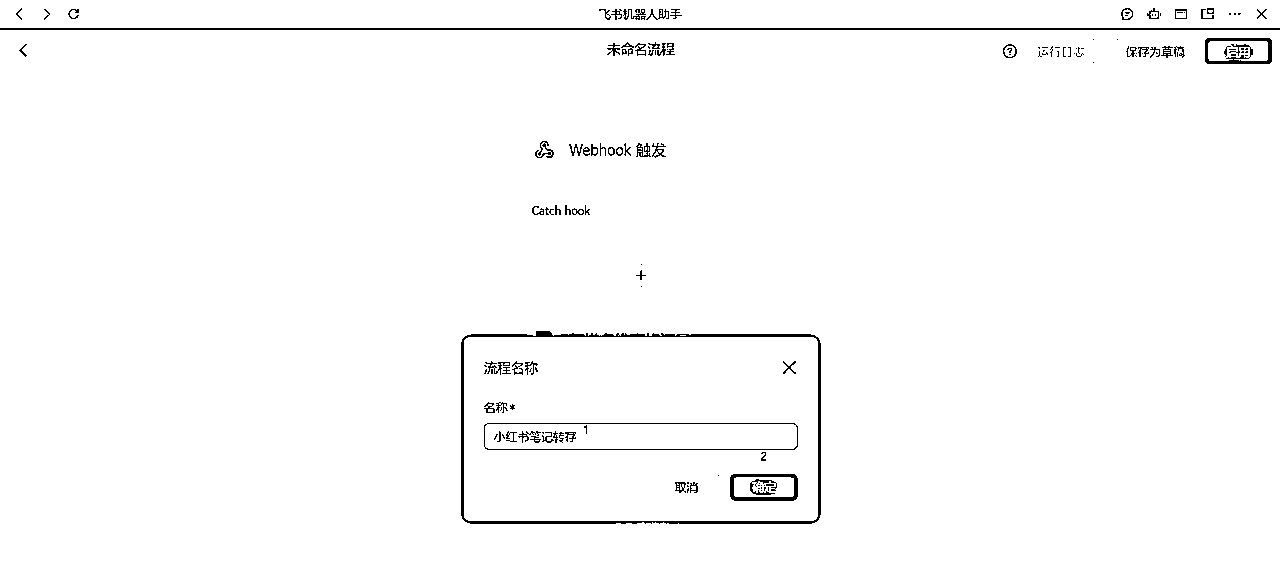 飞书机器人助手
未命名流程
运行日志
保存为草稿
启用
Webhook 触发
Catch hook
流程名称
名称*
小红书笔记转存
1
2
取消
确定